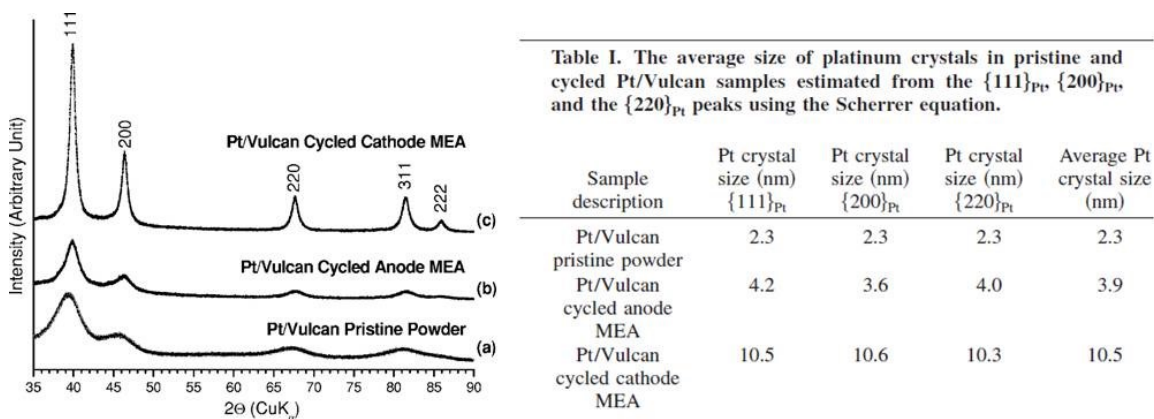 111
200
220
311
222
Pt/Vulcan Cycled Cathode MEA
(c)
Pt/Vulcan Cycled Anode MEA
(b)
Pt/Vulcan Pristine Powder
(a)
Intensity (Arbitrary Unit)
35 40 45 50 55 60 65 70 75 80 85 90
2Θ (CuKα)
Table I. The average size of platinum crystals in pristine and
cycled Pt/Vulcan samples estimated from the {111}Pt, {200}Pt,
and the {220}Pt peaks using the Scherrer equation.
Pt crystal Pt crystal Pt crystal Average Pt
Sample size (nm) size (nm) size (nm) crystal size
description {111}Pt {200}Pt {220}Pt (nm)
Pt/Vulcan 2.3 2.3 2.3 2.3
pristine powder
Pt/Vulcan 4.2 3.6 4.0 3.9
cycled anode
MEA
Pt/Vulcan 10.5 10.6 10.3 10.5
cycled cathode
MEA